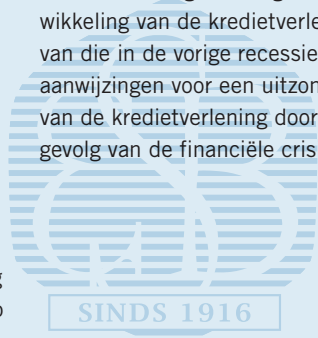 wikkeling van de kredietverle
van die in de vorige recessie
aanwijzingen voor een uitzon
van de kredietverlening door
gevolg van de financiële cris
g
SINDS 1916